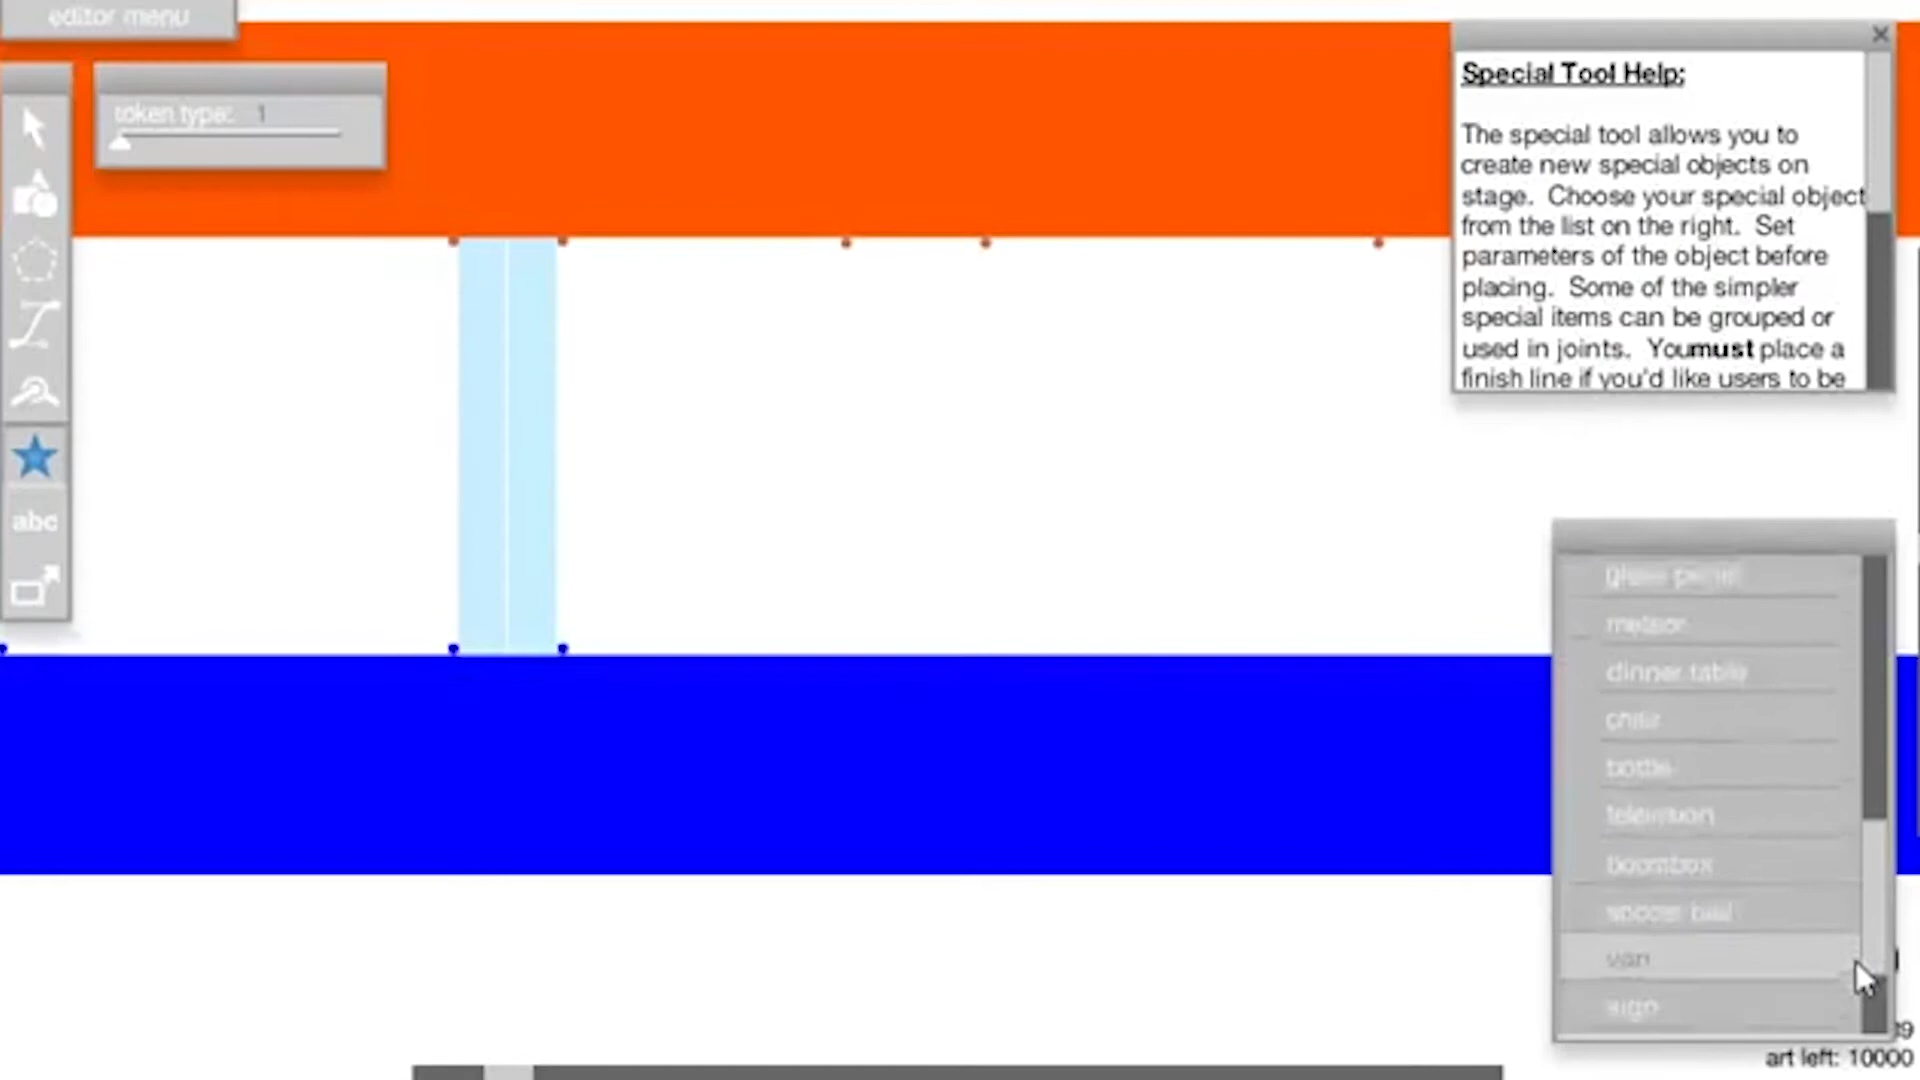 editor menu
token type: 1
Special Tool Help:
The special tool allows you to
create new special objects on
stage. Choose your special object
from the list on the right. Set
parameters of the object before
placing. Some of the simpler
special items can be grouped or
used in joints. Youmust place a
finish line if you'd like users to be
abc
glass panel
meteor
dinner table
chair
bottle
television
boombox
soccer ball
van
sign
art left: 10000